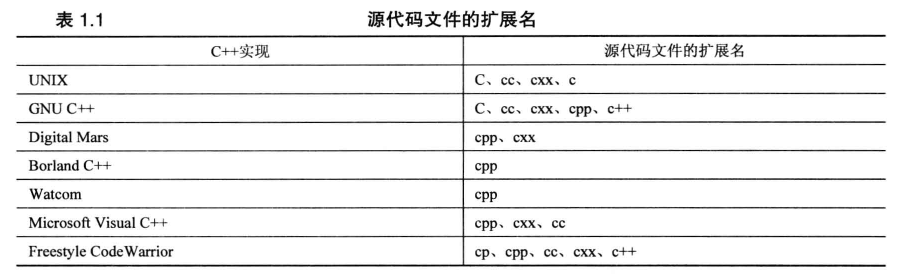 表 1.1 源代码文件的扩展名
C++实现 源代码文件的扩展名
UNIX C、cc、cxx、c
GNU C++ C、cc、cxx、cpp、c++
Digital Mars cpp、cxx
Borland C++ cpp
Watcom cpp
Microsoft Visual C++ cpp、cxx、cc
Freestyle CodeWarrior cp、cpp、cc、cxx、c++